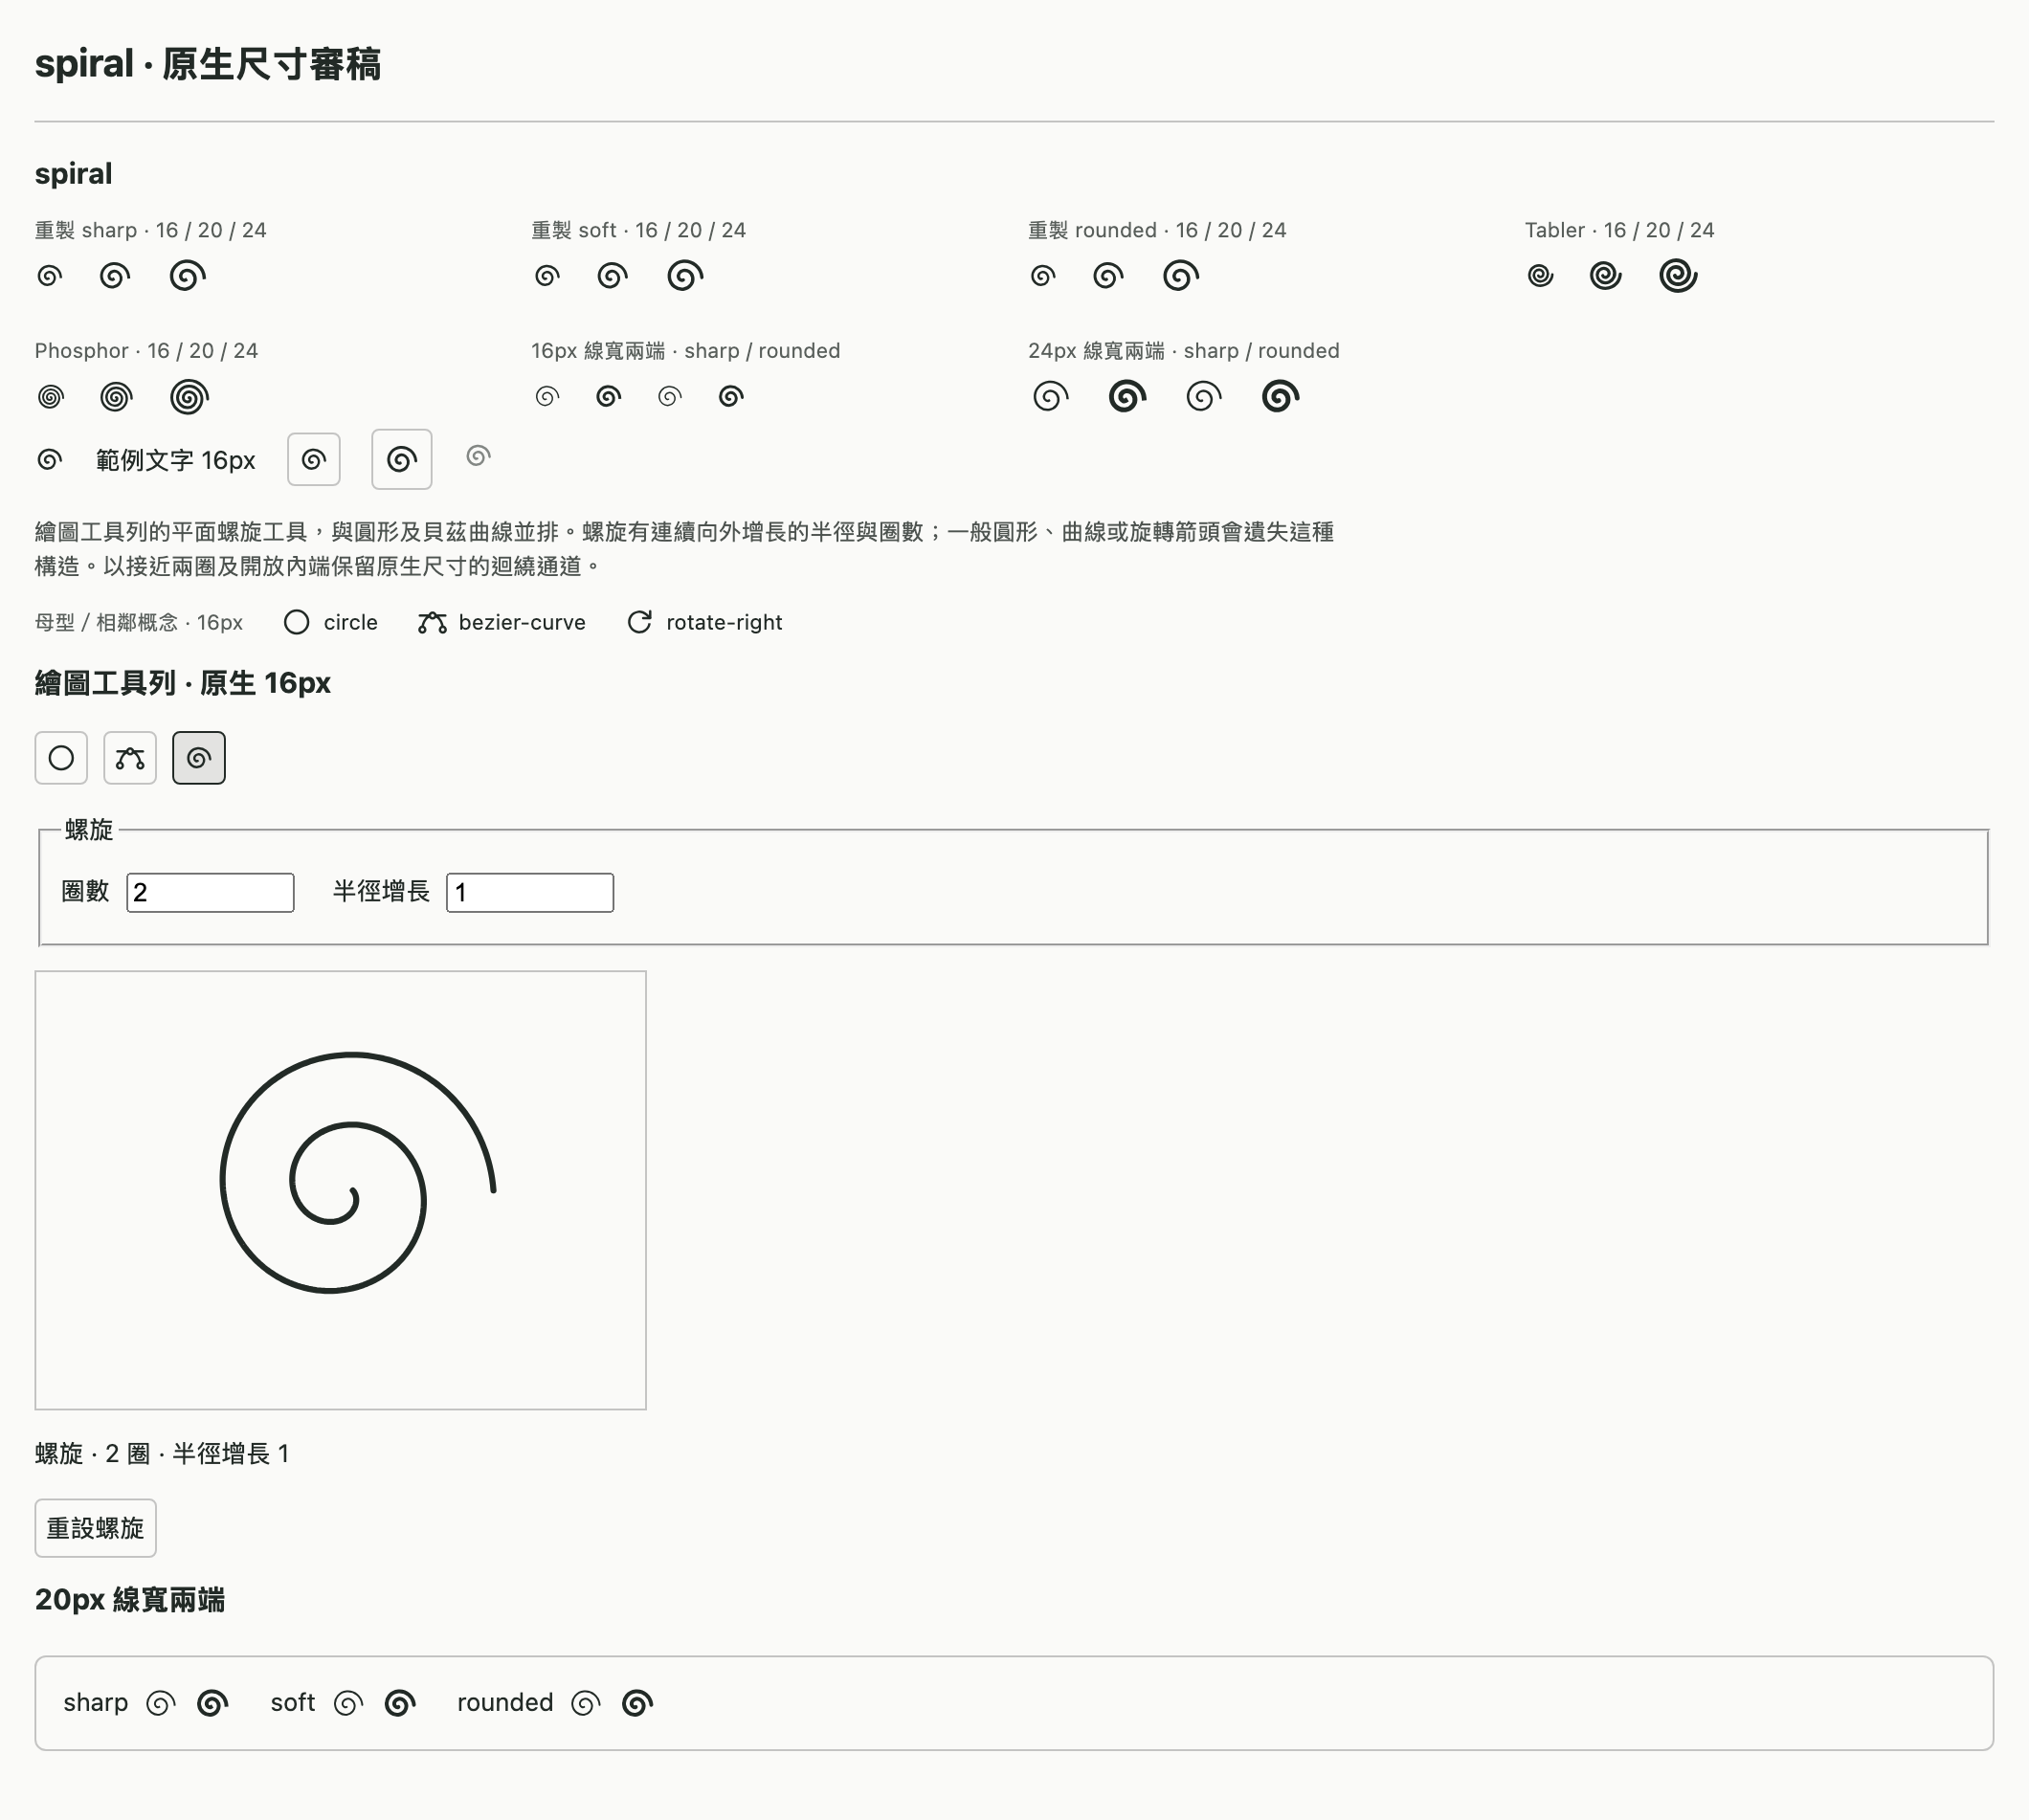 spiral · 原生尺寸審稿
spiral
重製 sharp · 16 / 20 / 24
重製 soft · 16 / 20 / 24
重製 rounded · 16 / 20 / 24
Tabler · 16 / 20 / 24
Phosphor · 16 / 20 / 24
16px 線寬兩端 · sharp / rounded
24px 線寬兩端 · sharp / rounded
範例文字 16px
繪圖工具列的平面螺旋工具，與圓形及貝茲曲線並排。螺旋有連續向外增長的半徑與圈數；一般圓形、曲線或旋轉箭頭會遺失這種
構造。以接近兩圈及開放內端保留原生尺寸的迴繞通道。
母型 / 相鄰概念 · 16px
circle
bezier-curve
rotate-right
繪圖工具列 · 原生 16px
螺旋
圈數 2
半徑增長 1
螺旋 · 2 圈 · 半徑增長 1
重設螺旋
20px 線寬兩端
sharp
soft
rounded